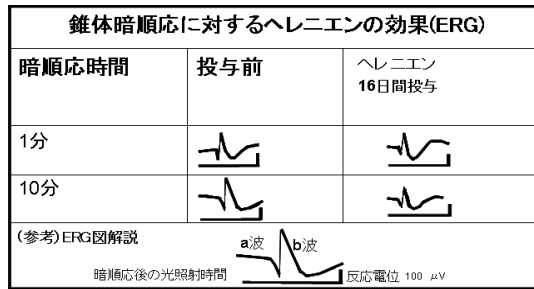 錐体暗順応に対するヘレニエンの効果(ERG)
暗順応時間 投与前 ヘレニエン
16日間投与
1分
10分
(参考)ERG図解説
a波 b波
暗順応後の光照射時間 反応電位 100 μV